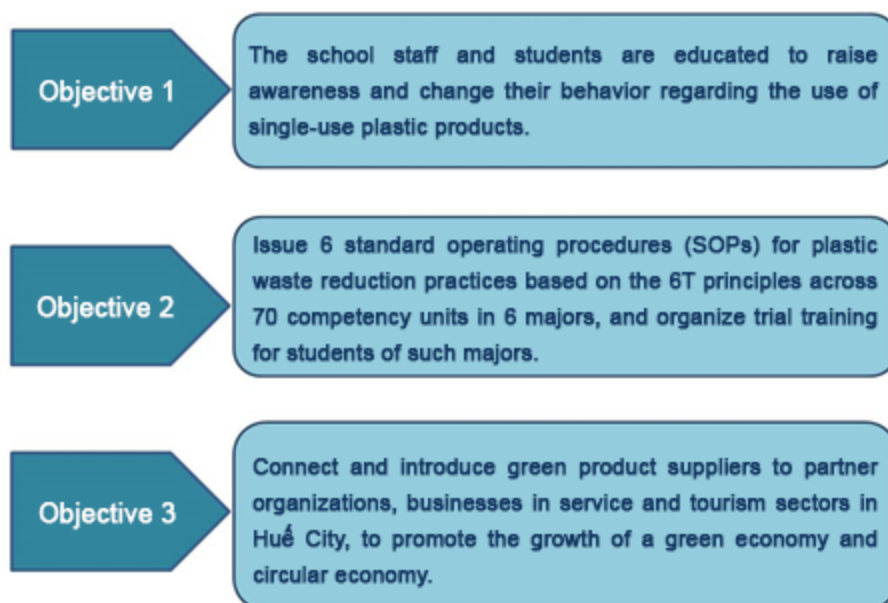 Objective 1
The school staff and students are educated to raise
awareness and change their behavior regarding the use of
single-use plastic products.
Objective 2
Issue 6 standard operating procedures (SOPs) for plastic
waste reduction practices based on the 6T principles across
70 competency units in 6 majors, and organize trial training
for students of such majors.
Objective 3
Connect and introduce green product suppliers to partner
organizations, businesses in service and tourism sectors in
Huế City, to promote the growth of a green economy and
circular economy.